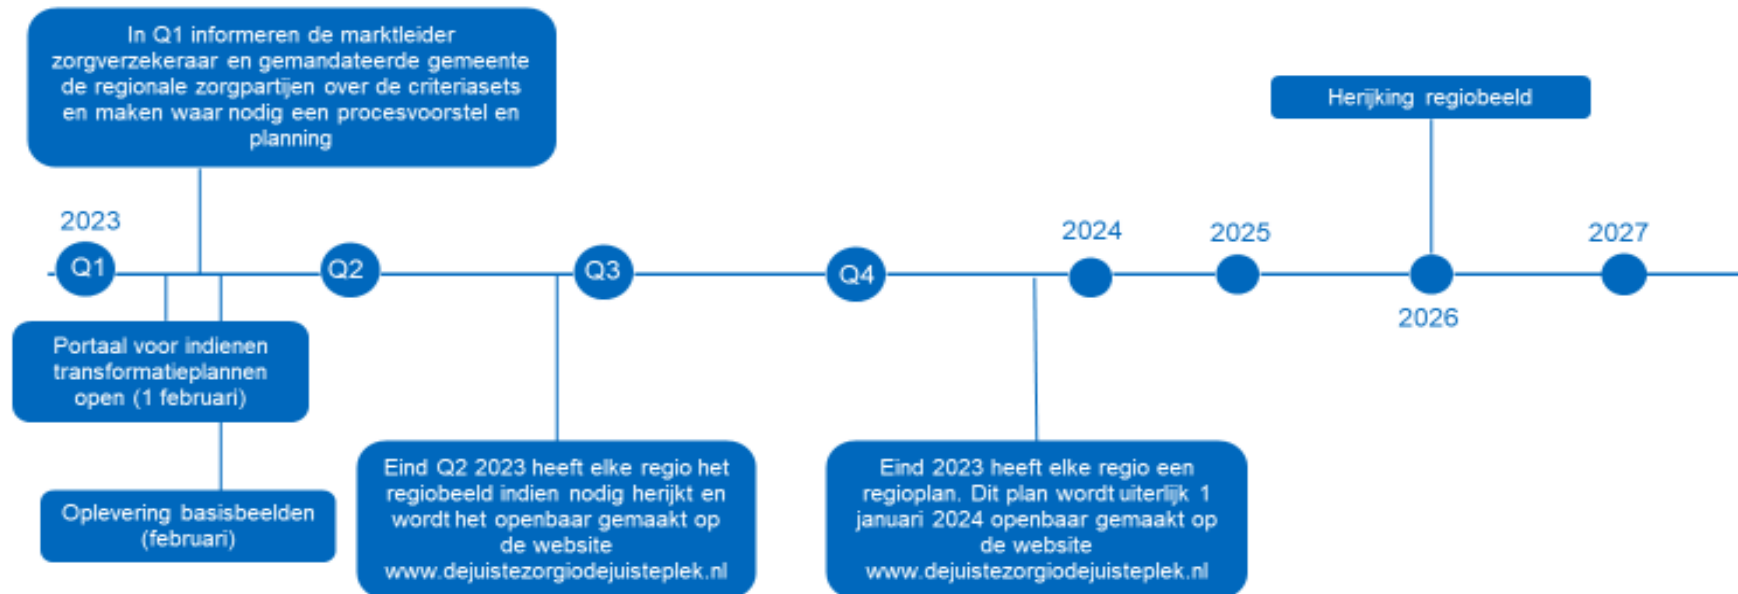 In Q1 informeren de marktleider
zorgverzekeraar en gemandateerde gemeente
de regionale zorgpartijen over de criteriasets
en maken waar nodig een procesvoorstel en
planning
Herijking regiobeeld
2023
2024
2025
2027
Q1
Q2
Q3
Q4
2026
Portaal voor indienen
transformatieplannen
open (1 februari)
Oplevering basisbeelden
(februari)
Eind Q2 2023 heeft elke regio het
regiobeeld indien nodig herijkt en
wordt het openbaar gemaakt op
de website
www.dejuistezorgiodejuisteplek.nl
Eind 2023 heeft elke regio een
regioplan. Dit plan wordt uiterlijk 1
januari 2024 openbaar gemaakt op
de website
www.dejuistezorgiodejuisteplek.nl